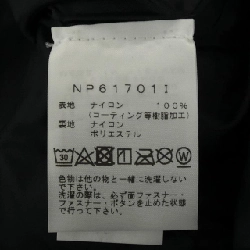 NP61701I
表地 ナイロン 100%
(コーティング等樹脂加工)
裏地 ナイロン
ポリエステル
30
W
色物は他の物と一緒に洗濯しない
で下さい。
洗濯の際は、必ず面ファスナー・
ファスナー・ボタンを止めた状態
で行って下さい。